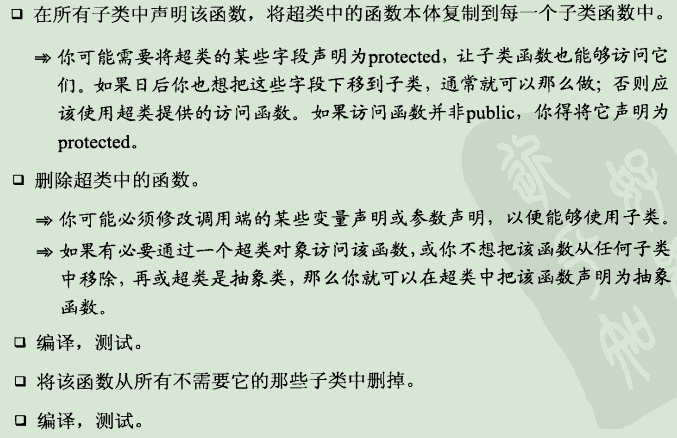 □ 在所有子类中声明该函数，将超类中的函数本体复制到每一个子类函数中。
⇒ 你可能需要将超类的某些字段声明为protected，让子类函数也能够访问它
们。如果日后你也想把这些字段下移到子类，通常就可以那么做；否则应
该使用超类提供的访问函数。如果访问函数并非public，你得将它声明为
protected。
□ 删除超类中的函数。
⇒ 你可能必须修改调用端的某些变量声明或参数声明，以便能够使用子类。
⇒ 如果有必要通过一个超类对象访问该函数，或你不想把该函数从任何子类
中移除，再或超类是抽象类，那么你就可以在超类中把该函数声明为抽象
函数。
□ 编译，测试。
□ 将该函数从所有不需要它的那些子类中删掉。
□ 编译，测试。